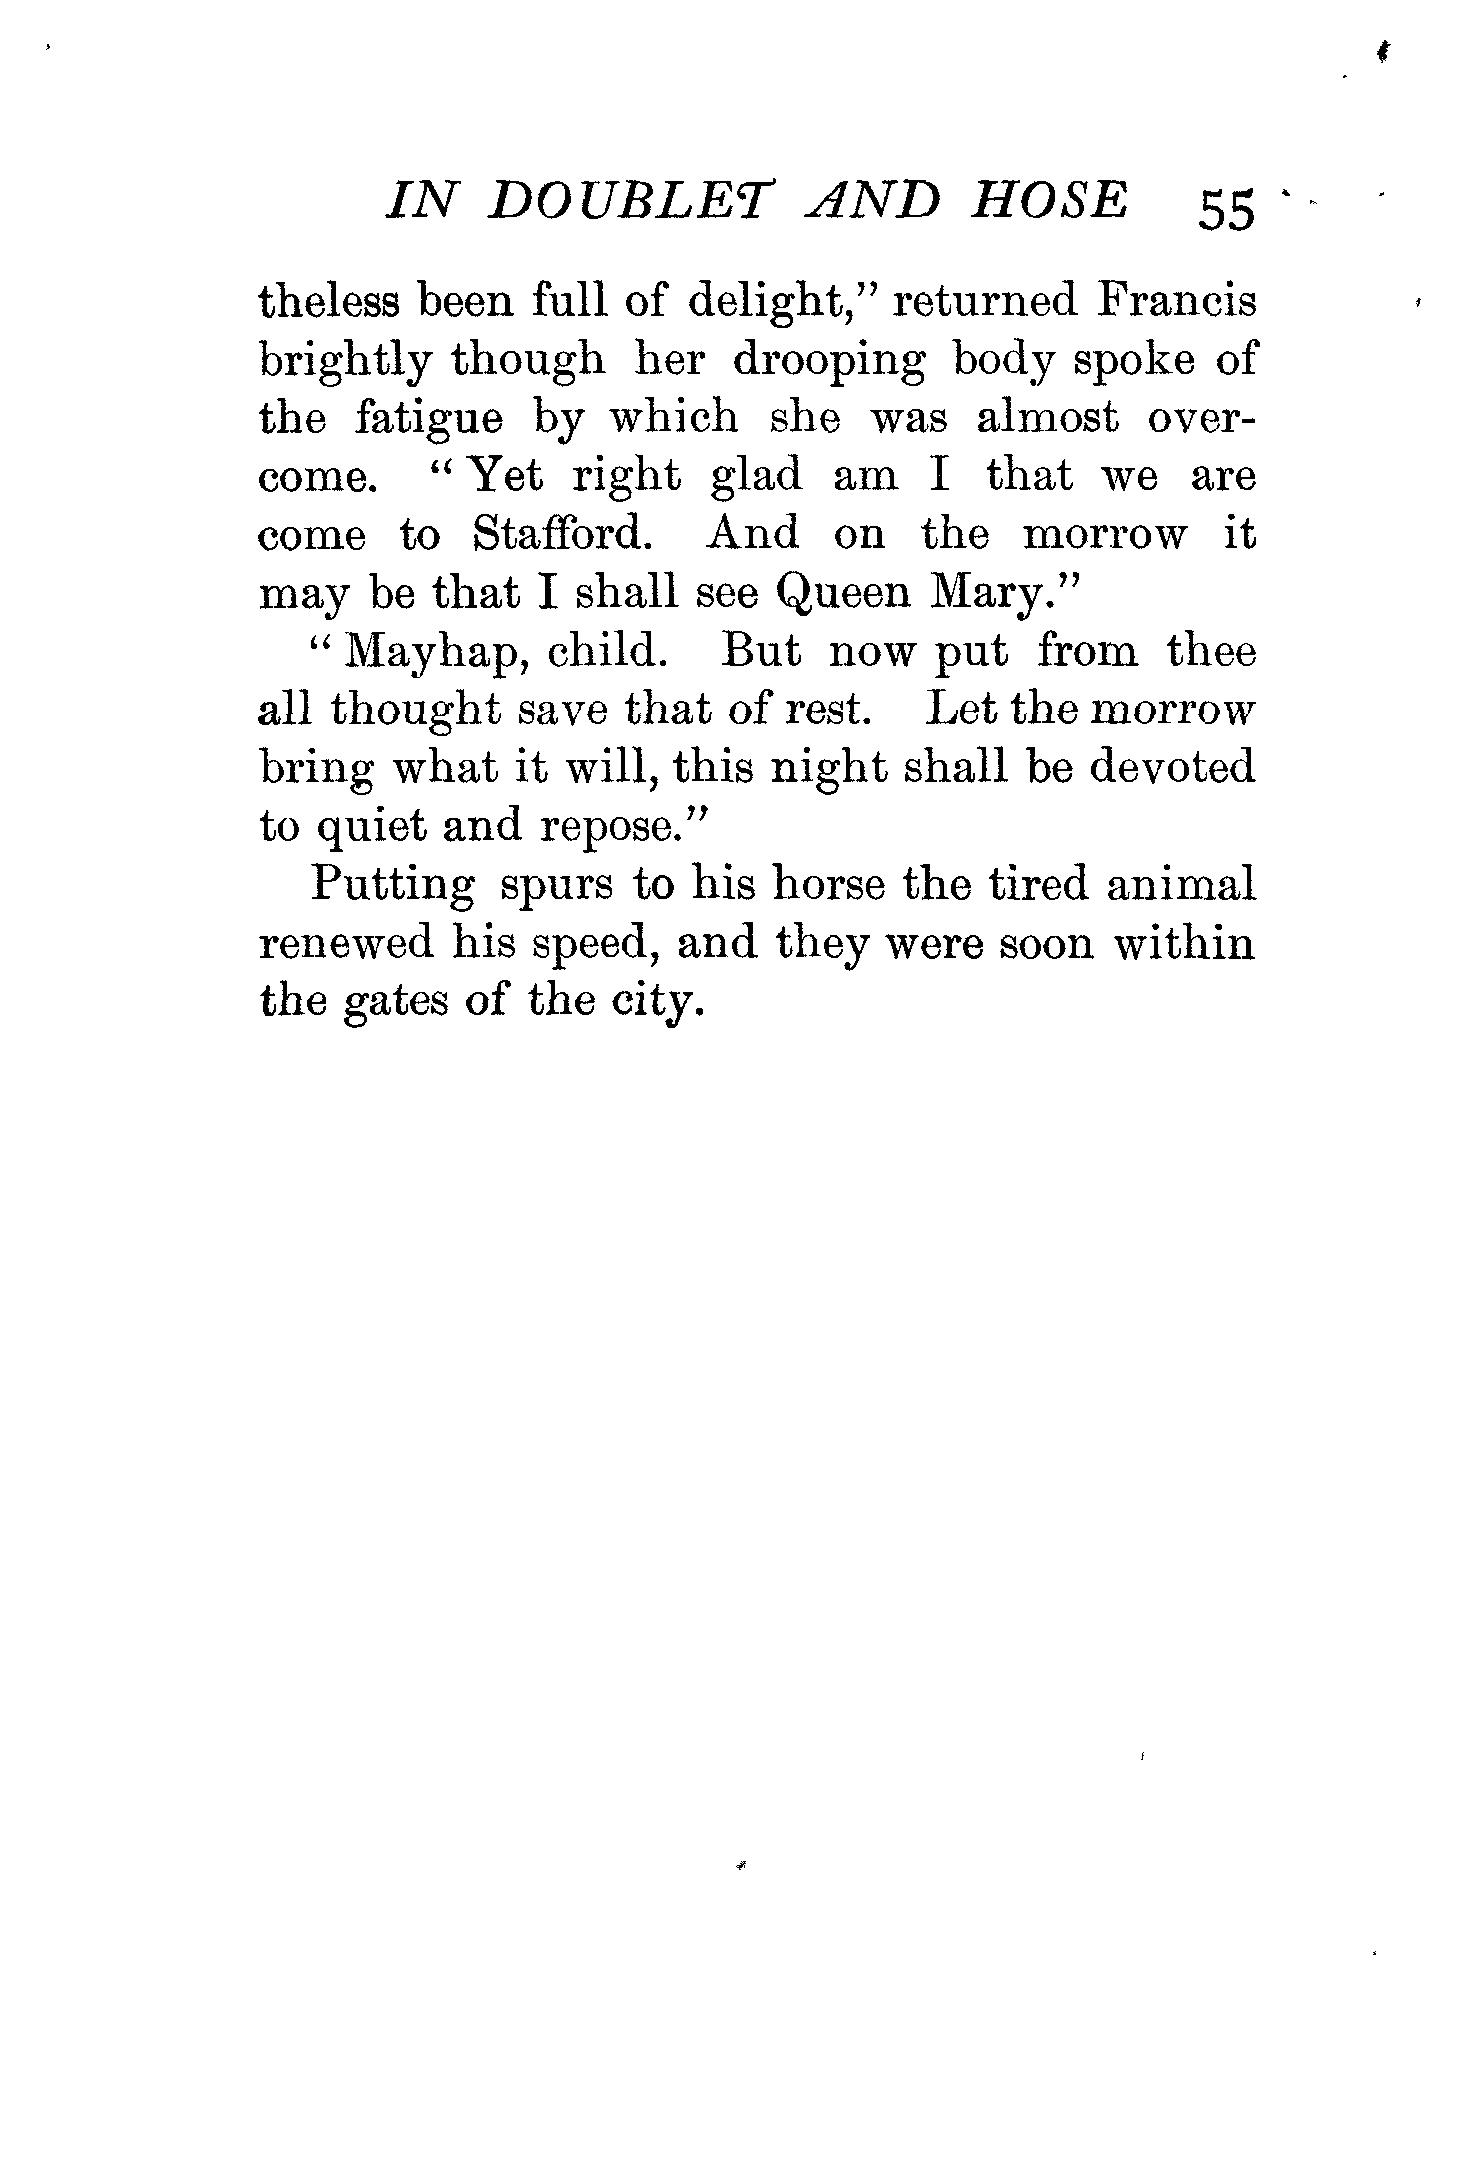 IN DOUBLET AND HOSE 55
theless been full of delight,” returned Francis
brightly though her drooping body spoke of
the fatigue by which she was almost over-
come. “Yet right glad am I that we are
come to Stafford. And on the morrow it
may be that I shall see Queen Mary.”
“Mayhap, child. But now put from thee
all thought save that of rest. Let the morrow
bring what it will, this night shall be devoted
to quiet and repose.”
Putting spurs to his horse the tired animal
renewed his speed, and they were soon within
the gates of the city.